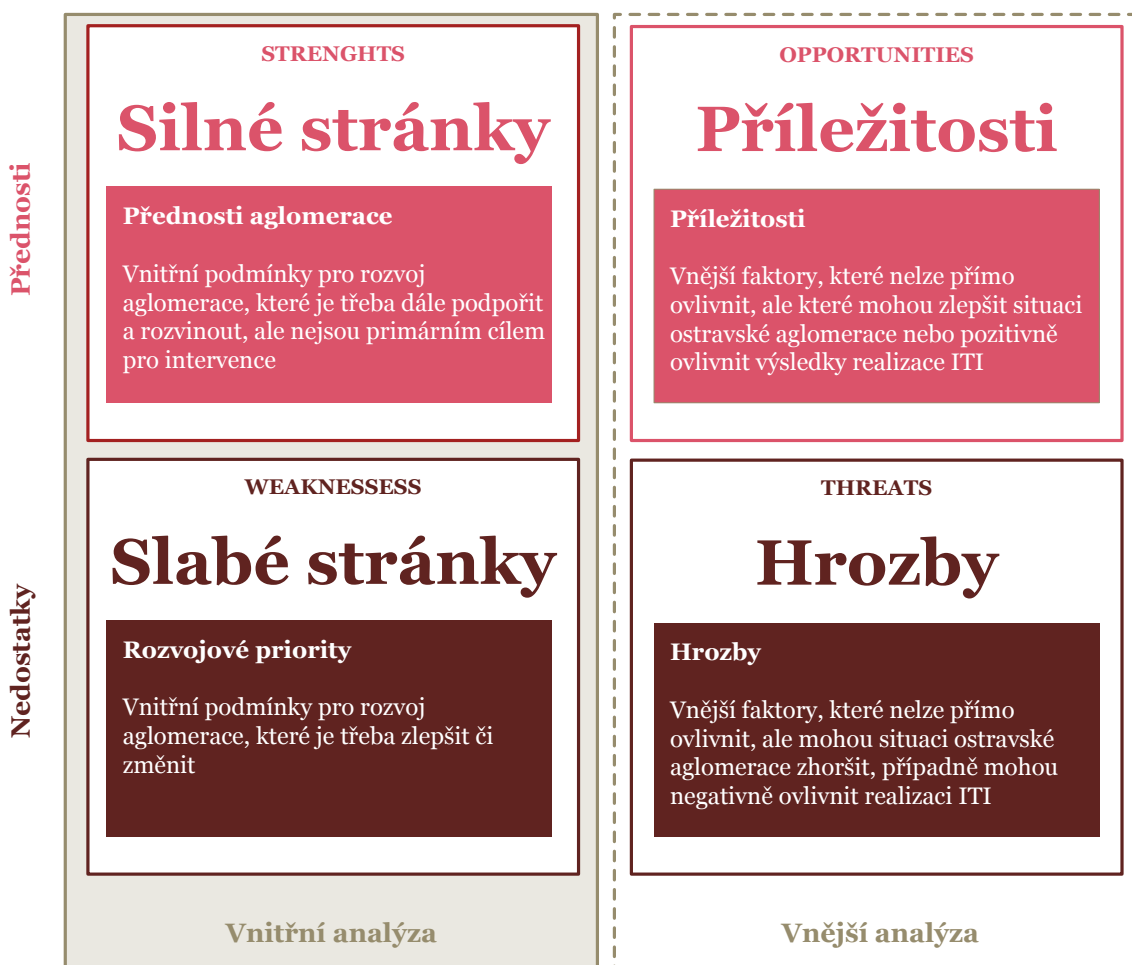 Přednosti
STRENGHTS
Silné stránky
Přednosti aglomerace
Vnitřní podmínky pro rozvoj
aglomerace, které je třeba dále podpořit
a rozvinout, ale nejsou primárním cílem
pro intervence
OPPORTUNITIES
Příležitosti
Příležitosti
Vnější faktory, které nelze přímo
ovlivnit, ale které mohou zlepšit situaci
ostravské aglomerace nebo pozitivně
ovlivnit výsledky realizace ITI
Nedostatky
WEAKNESSESS
Slabé stránky
Rozvojové priority
Vnitřní podmínky pro rozvoj
aglomerace, které je třeba zlepšit či
změnit
THREATS
Hrozby
Hrozby
Vnější faktory, které nelze přímo
ovlivnit, ale mohou situaci ostravské
aglomerace zhoršit, případně mohou
negativně ovlivnit realizaci ITI
Vnitřní analýza
Vnější analýza